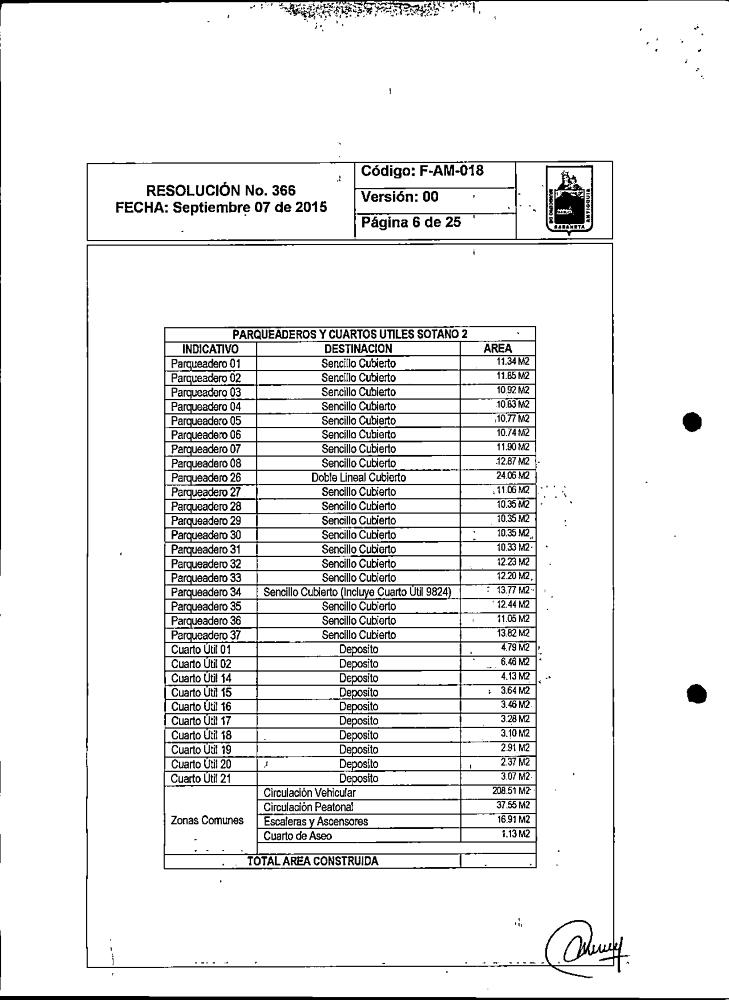 RESOLUCIÓN No. 366
FECHA: Septiembre 07 de 2015
Código: F-AM-018
Versión: 00
Página 6 de 25
SABANETA
ANTIOQUIA
PARQUEADEROS Y CUARTOS UTILES SOTANO 2
INDICATIVO DESTINACION AREA
Parqueadero 01 Sencillo Cubierto 11.34 M2
Parqueadero 02 Sencillo Cubierto 11.85 M2
Parqueadero 03 Sencillo Cubierto 10.92 M2
Parqueadero 04 Sencillo Cubierto 10.63 M2
Parqueadero 05 Sencillo Cubierto 10.77 M2
Parqueadero 06 Sencillo Cubierto 10.74 M2
Parqueadero 07 Sencillo Cubierto 11.90 M2
Parqueadero 08 Sencillo Cubierto 12.87 M2
Parqueadero 26 Doble Lineal Cubierto 24.06 M2
Parqueadero 27 Sencillo Cubierto 11.06 M2
Parqueadero 28 Sencillo Cubierto 10.35 M2
Parqueadero 29 Sencillo Cubierto 10.35 M2
Parqueadero 30 Sencillo Cubierto 10.35 M2
Parqueadero 31 Sencillo Cubierto 10.33 M2
Parqueadero 32 Sencillo Cubierto 12.23 M2
Parqueadero 33 Sencillo Cubierto 12.20 M2
Parqueadero 34 Sencillo Cubierto (Incluye Cuarto Útil 9824) 13.77 M2
Parqueadero 35 Sencillo Cubierto 12.44 M2
Parqueadero 36 Sencillo Cubierto 11.05 M2
Parqueadero 37 Sencillo Cubierto 13.82 M2
Cuarto Útil 01 Deposito 4.79 M2
Cuarto Útil 02 Deposito 6.46 M2
Cuarto Útil 14 Deposito 4.13 M2
Cuarto Útil 15 Deposito 3.64 M2
Cuarto Útil 16 Deposito 3.46 M2
Cuarto Útil 17 Deposito 3.28 M2
Cuarto Útil 18 Deposito 3.10 M2
Cuarto Útil 19 Deposito 2.91 M2
Cuarto Útil 20 Deposito 2.37 M2
Cuarto Útil 21 Deposito 3.07 M2
Zonas Comunes
Circulación Vehicular 208.51 M2
Circulación Peatonal 37.55 M2
Escaleras y Ascensores 16.91 M2
Cuarto de Aseo 1.13 M2
TOTAL AREA CONSTRUIDA